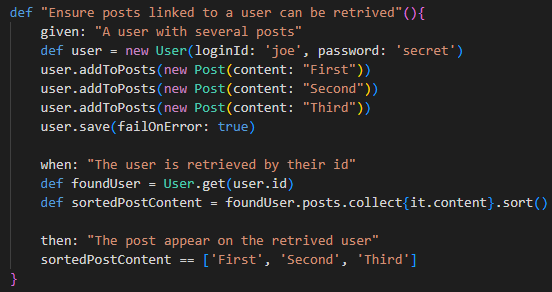 def "Ensure posts linked to a user can be retrived"(){
given: "A user with several posts"
def user = new User(loginId: 'joe', password: 'secret')
user.addToPosts(new Post(content: "First"))
user.addToPosts(new Post(content: "Second"))
user.addToPosts(new Post(content: "Third"))
user.save(failOnError: true)
when: "The user is retrieved by their id"
def foundUser = User.get(user.id)
def sortedPostContent = foundUser.posts.collect{it.content}.sort()
then: "The post appear on the retrived user"
sortedPostContent == ['First', 'Second', 'Third']
}